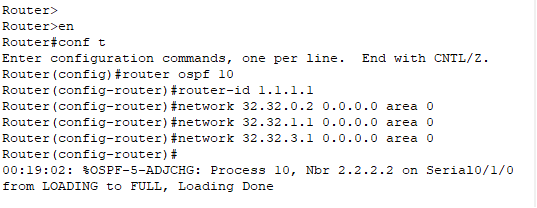 Router>
Router>en
Router#conf t
Enter configuration commands, one per line.  End with CNTL/Z.
Router(config)#router ospf 10
Router(config-router)#router-id 1.1.1.1
Router(config-router)#network 32.32.0.2 0.0.0.0 area 0
Router(config-router)#network 32.32.1.1 0.0.0.0 area 0
Router(config-router)#network 32.32.3.1 0.0.0.0 area 0
Router(config-router)#
00:19:02: %OSPF-5-ADJCHG: Process 10, Nbr 2.2.2.2 on Serial0/1/0
from LOADING to FULL, Loading Done